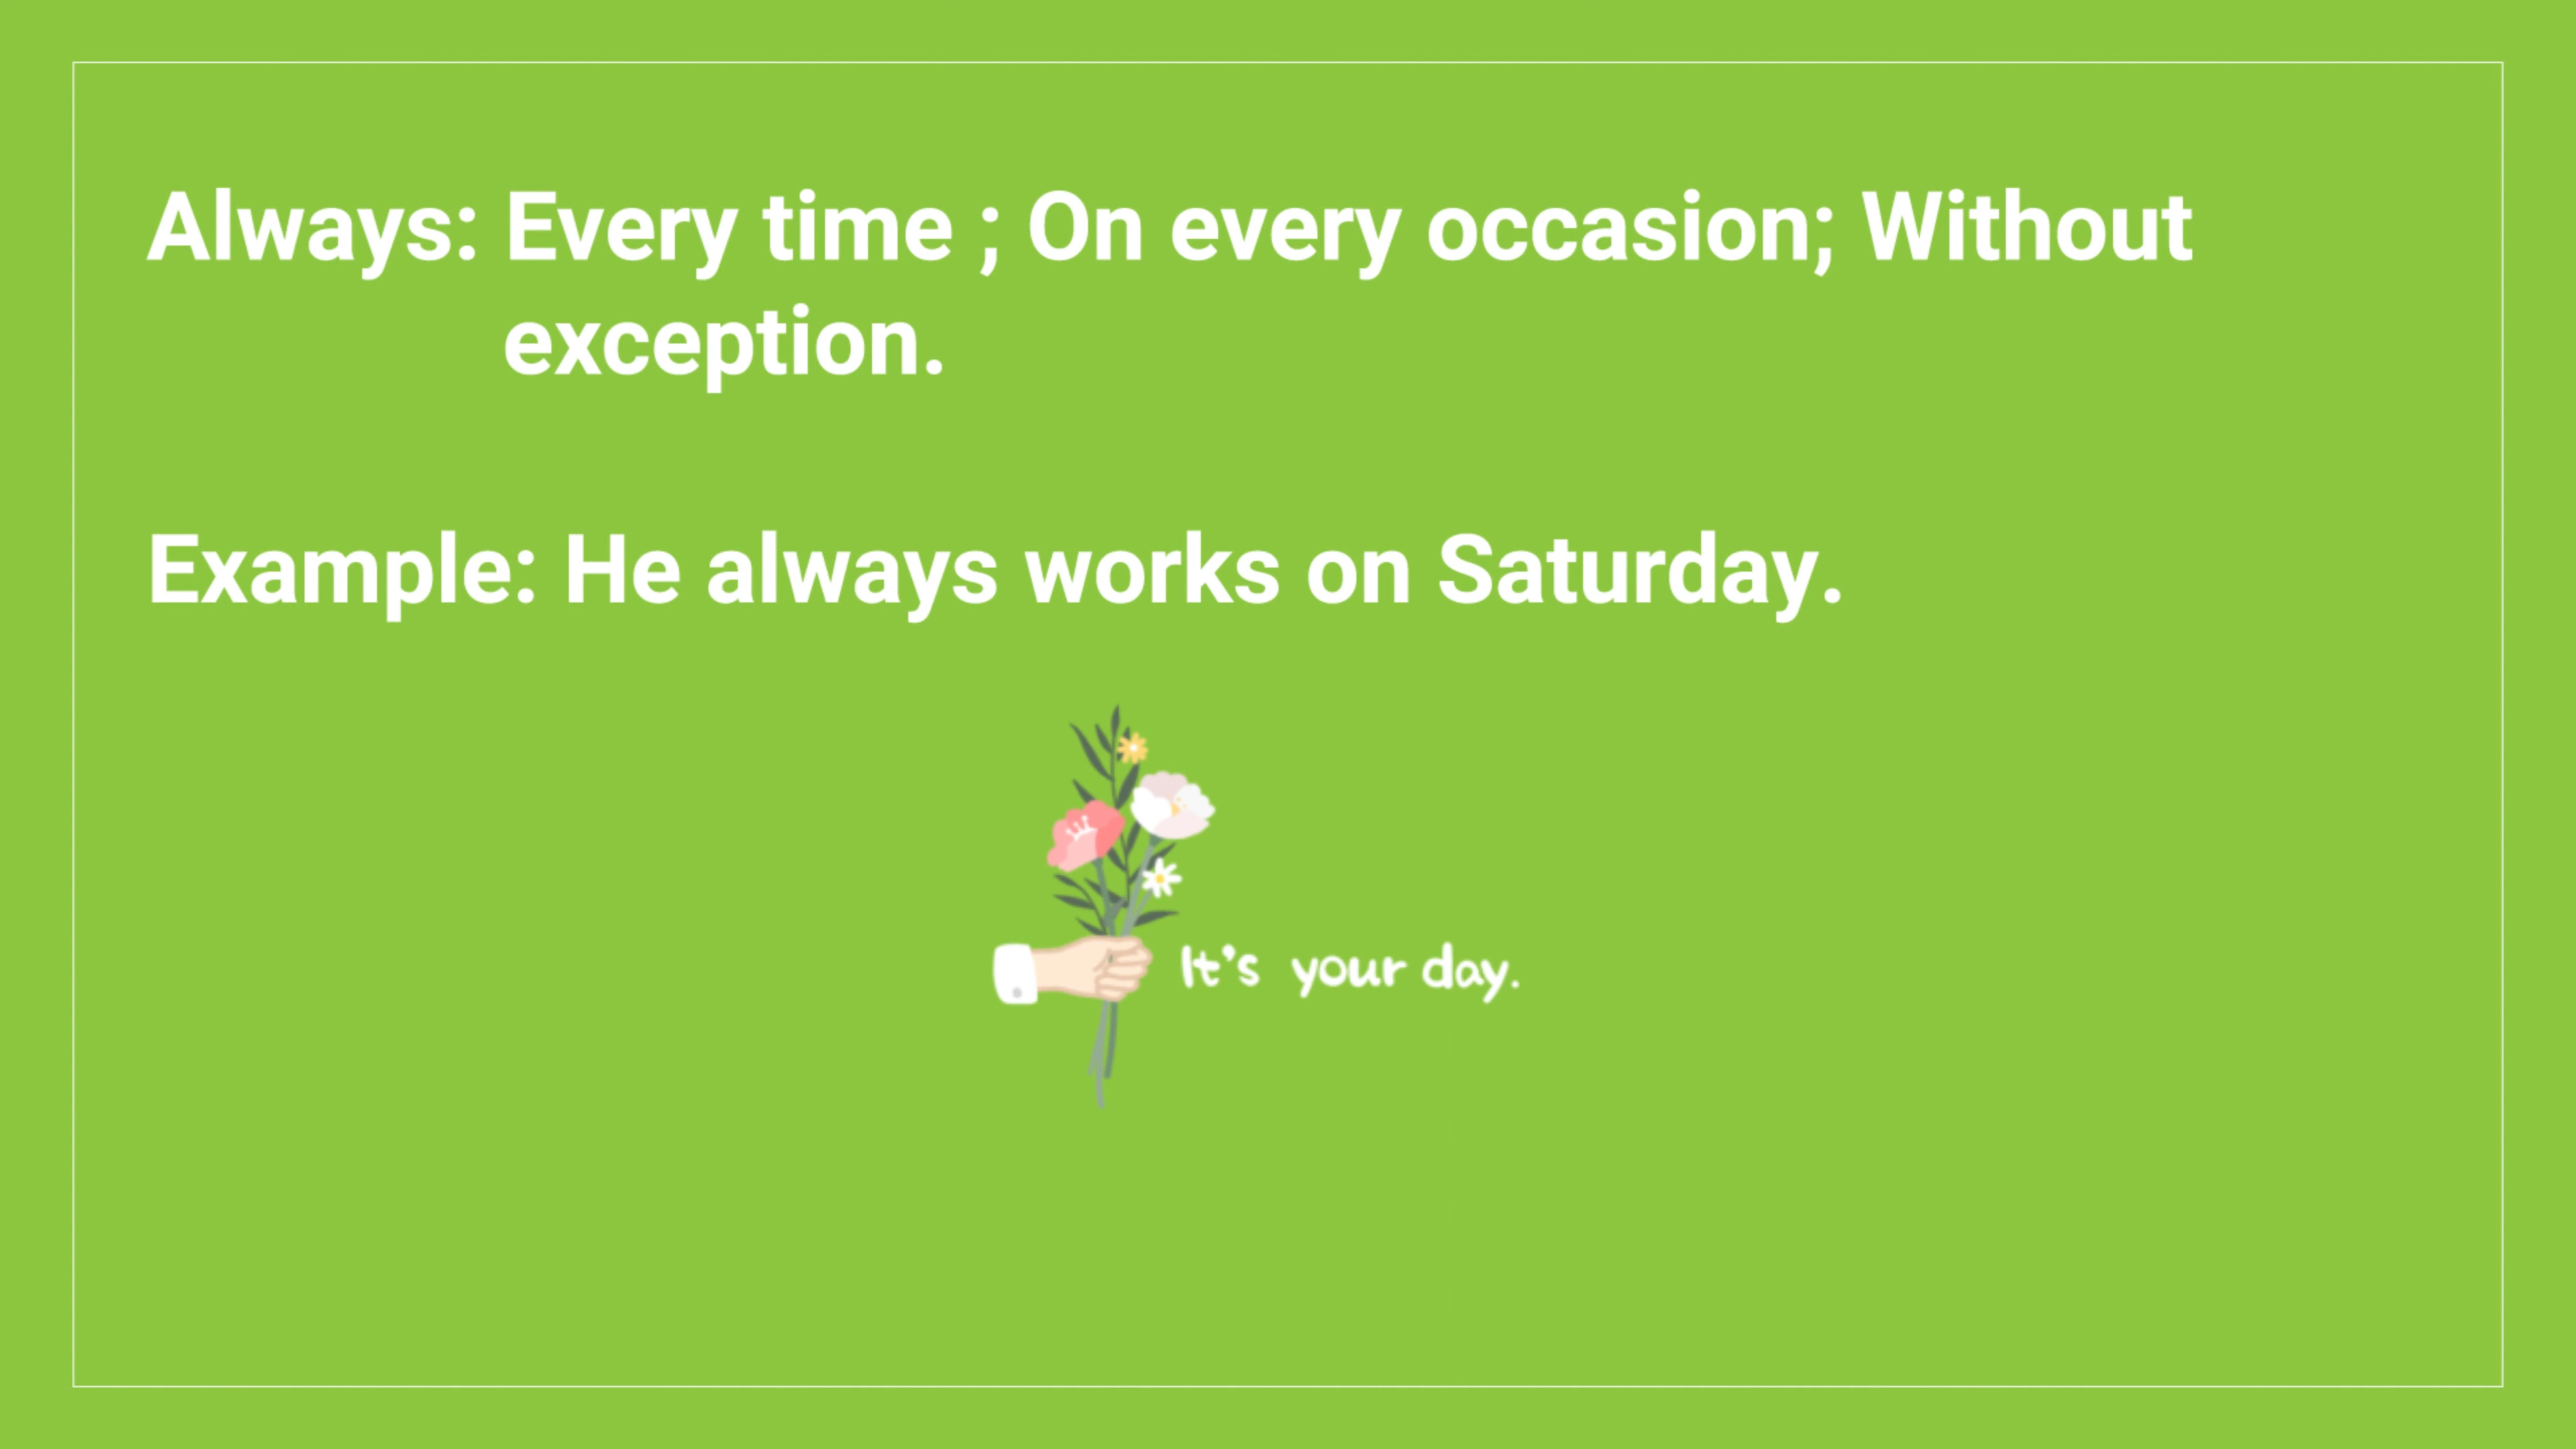 Always: Every time ; On every occasion; Without
exception.
Example: He always works on Saturday.
It's your day.